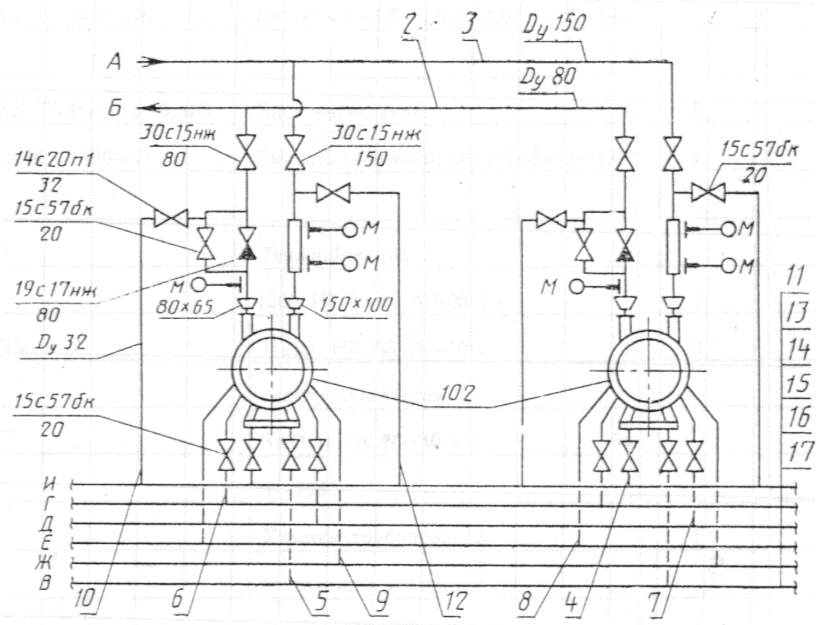 2 3 Dу 150
А
Dу 80
Б
30с15нж
80
30с15нж
150
15с57бк
20
14с20п1
32
15с57бк
20
М
М
М
М
19с17нж
80
М
М
80×65
150×100
11
Dу 32
13
14
102
15
15с57бк
20
16
17
И
Г
Д
Е
Ж
В
10 6 5 9 12 8 4 7